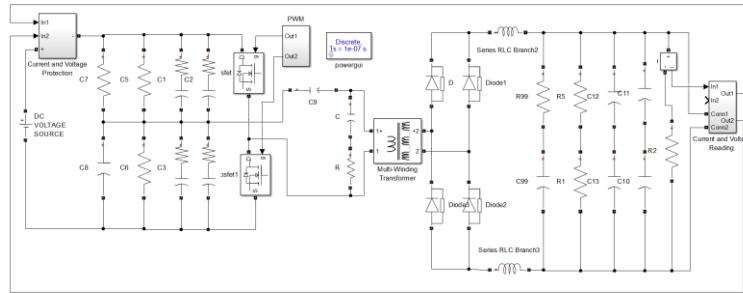 In1
In2
+
-
Current and Voltage
Protection
DC
VOLTAGE
SOURCE
C7
C5
C1
C2
C8
C6
C3
sfet
D
S
PWM
Out1
Out2
osfet1
D
S
Discrete,
Ts = 1e-07 s.
powergui
C9
C
R
1+
1
+2
2
Multi-Winding
Transformer
D
Diode1
Diode2
Series RLC Branch2
Series RLC Branch3
R99
R5
C12
C11
C99
R1
C13
C10
R2
i
+
-
In1
In2
Conn1
Conn2
Out1
Out2
Current and Voltage
Reading.